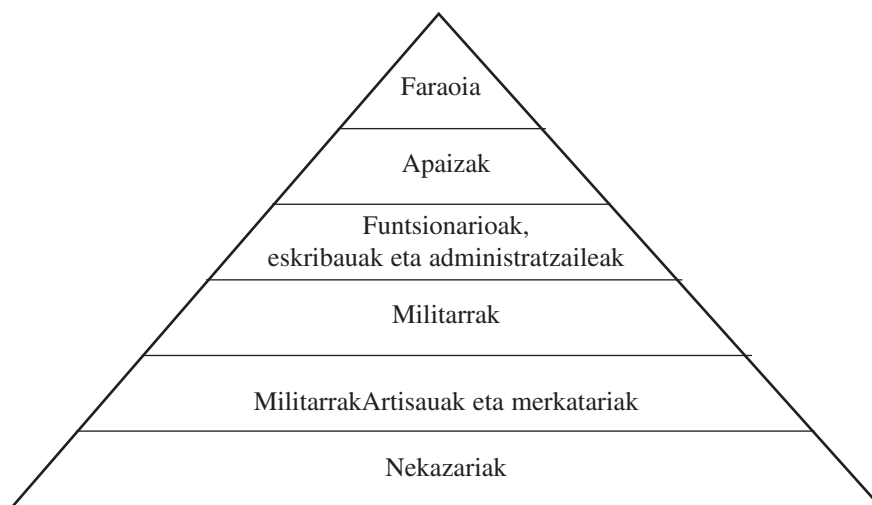 Faraoia
Apaizak
Funtsionarioak,
eskribauak eta administratzaileak
Militarrak
MilitarrakArtisauak eta merkatariak
Nekazariak